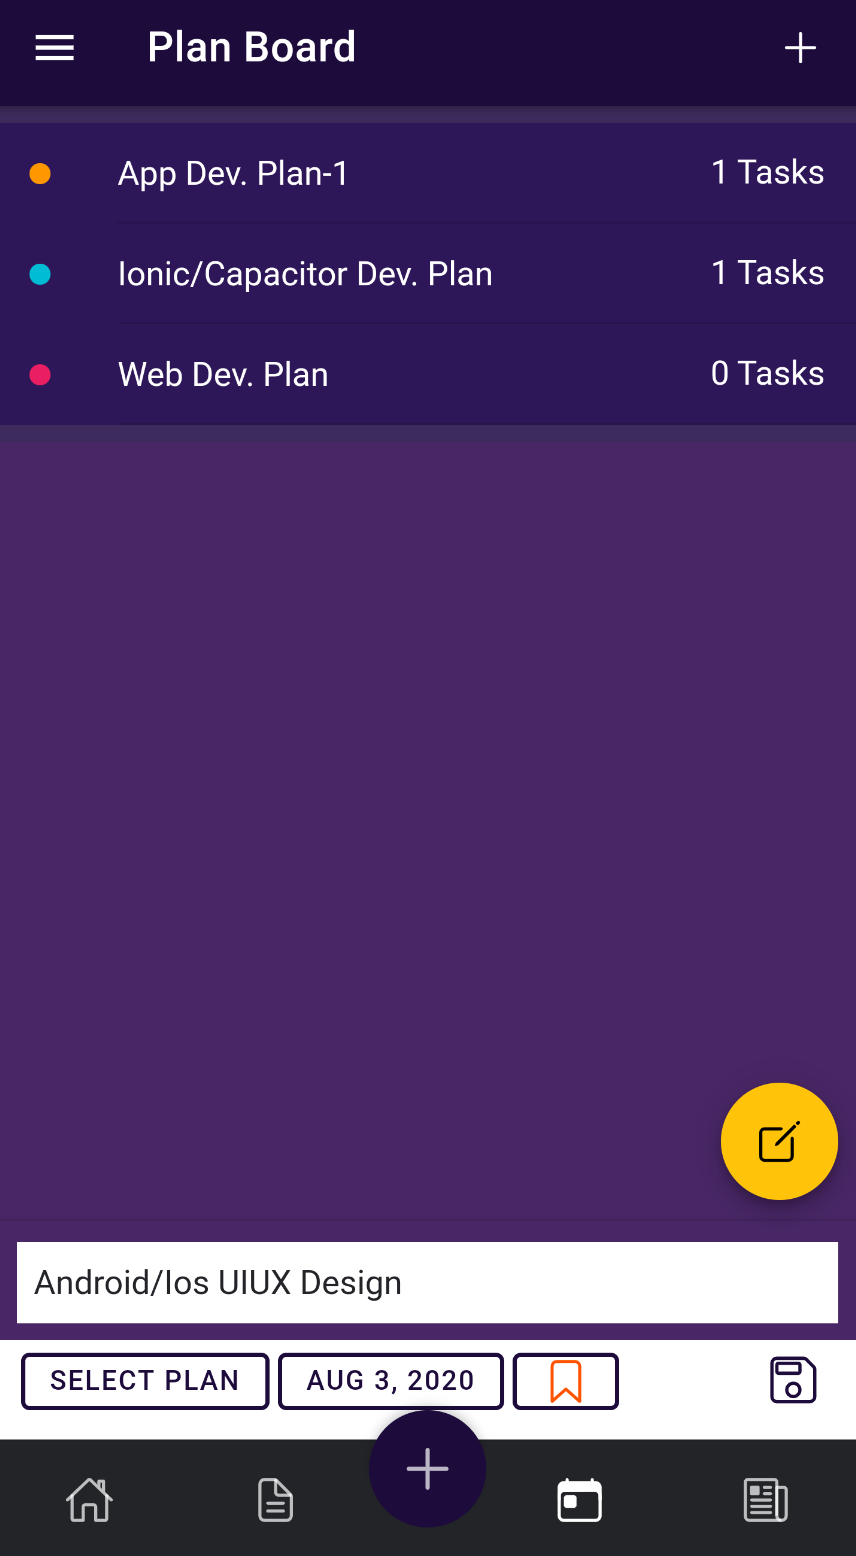 Plan Board
App Dev. Plan-1 1 Tasks
Ionic/Capacitor Dev. Plan 1 Tasks
Web Dev. Plan 0 Tasks
Android/Ios UIUX Design
SELECT PLAN AUG 3, 2020